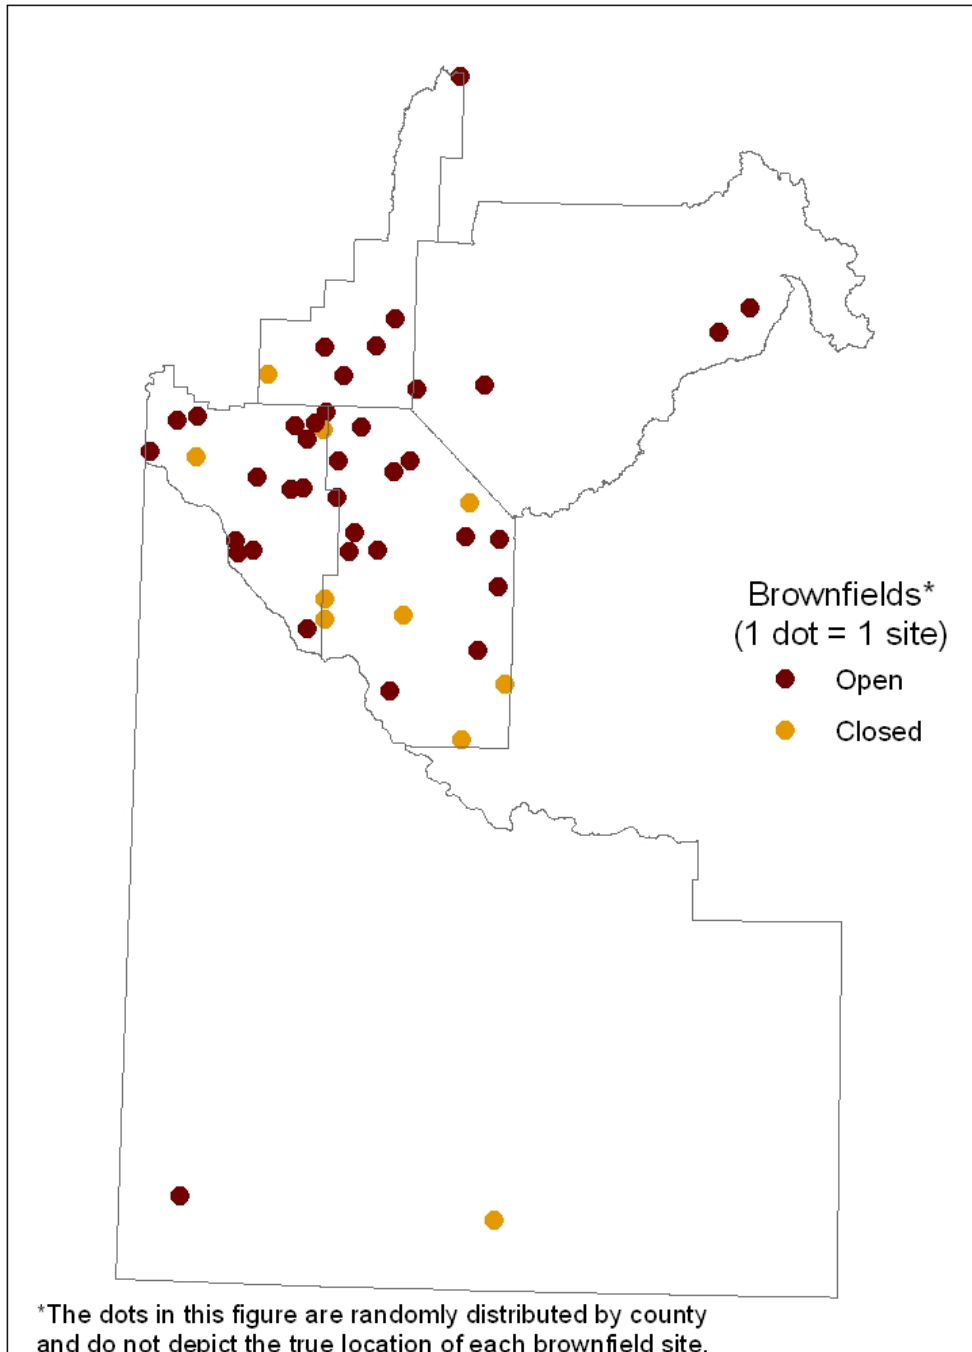 Brownfields*
(1 dot = 1 site)
Open
Closed
*The dots in this figure are randomly distributed by county
and do not depict the true location of each brownfield site.